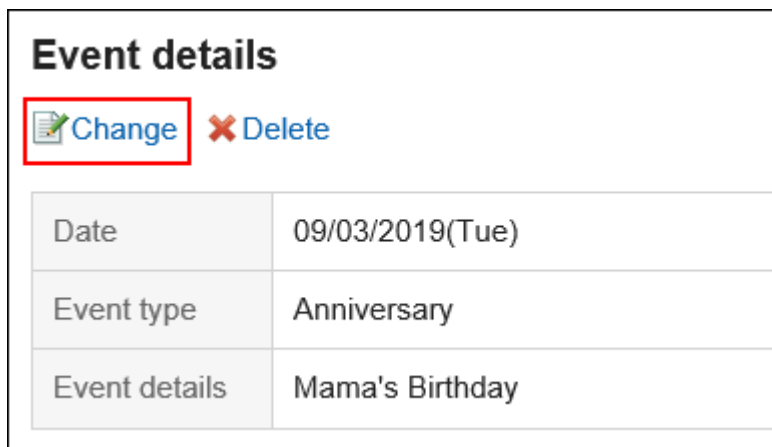 Event details
Change Delete
Date 09/03/2019(Tue)
Event type Anniversary
Event details Mama's Birthday